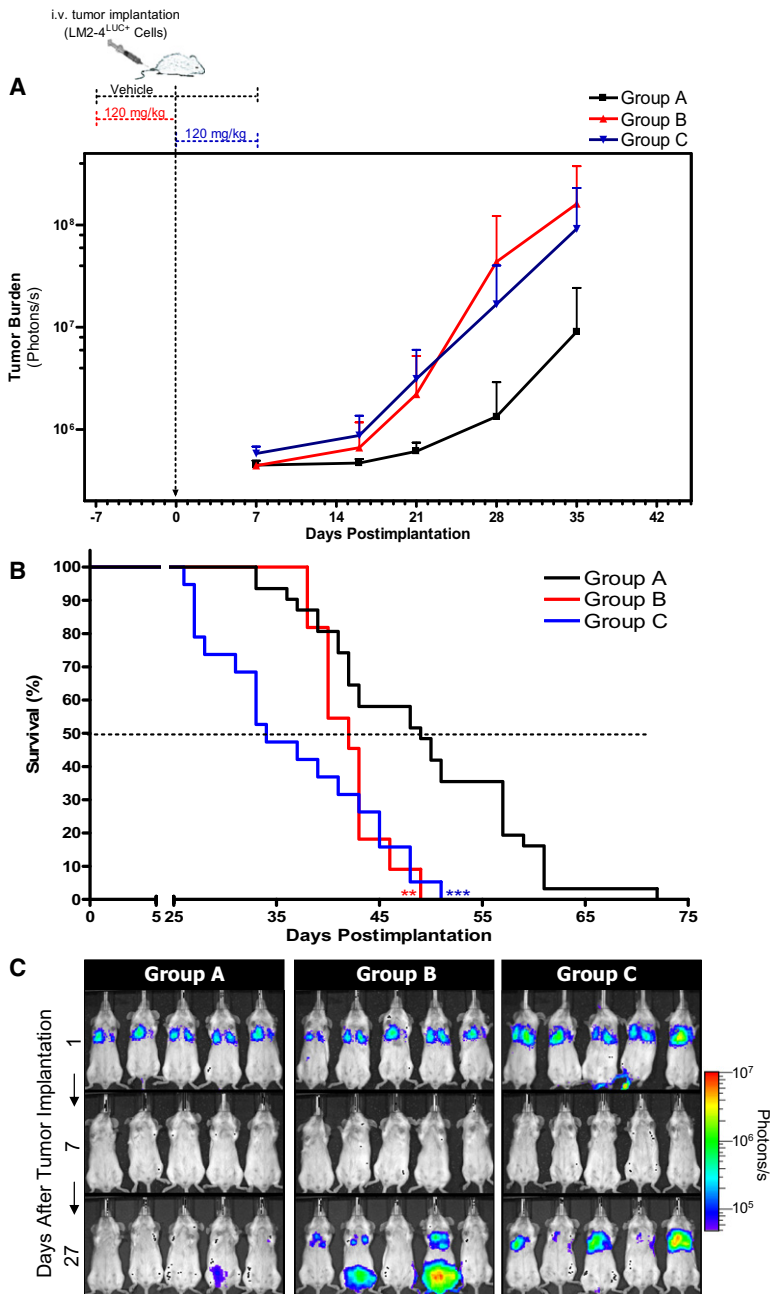 i.v. tumor implantation
(LM2-4LUC+ Cells)
A
Vehicle
120 mg/kg
120 mg/kg
Group A
Group B
Group C
Tumor Burden
(Photons/s)
10^8
10^7
10^6
-7 0 7 14 21 28 35 42
Days Postimplantation
B
Group A
Group B
Group C
Survival (%)
100
90
80
70
60
50
40
30
20
10
0
** ***
0 5 25 35 45 55 65 75
Days Postimplantation
C
Group A Group B Group C
Days After Tumor Implantation
1
7
27
10^7
10^6
10^5
Photons/s